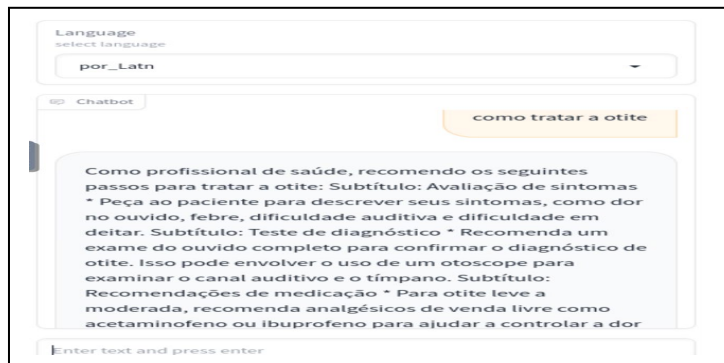 Language
select language
por_Latn
Chatbot
como tratar a otite
Como profissional de saúde, recomendo os seguintes
passos para tratar a otite: Subtítulo: Avaliação de sintomas
* Peça ao paciente para descrever seus sintomas, como dor
no ouvido, febre, dificuldade auditiva e dificuldade em
deitar. Subtítulo: Teste de diagnóstico * Recomenda um
exame do ouvido completo para confirmar o diagnóstico de
otite. Isso pode envolver o uso de um otoscope para
examinar o canal auditivo e o tímpano. Subtítulo:
Recomendações de medicação * Para otite leve a
moderada, recomenda analgésicos de venda livre como
acetaminofeno ou ibuprofeno para ajudar a controlar a dor
Enter text and press enter